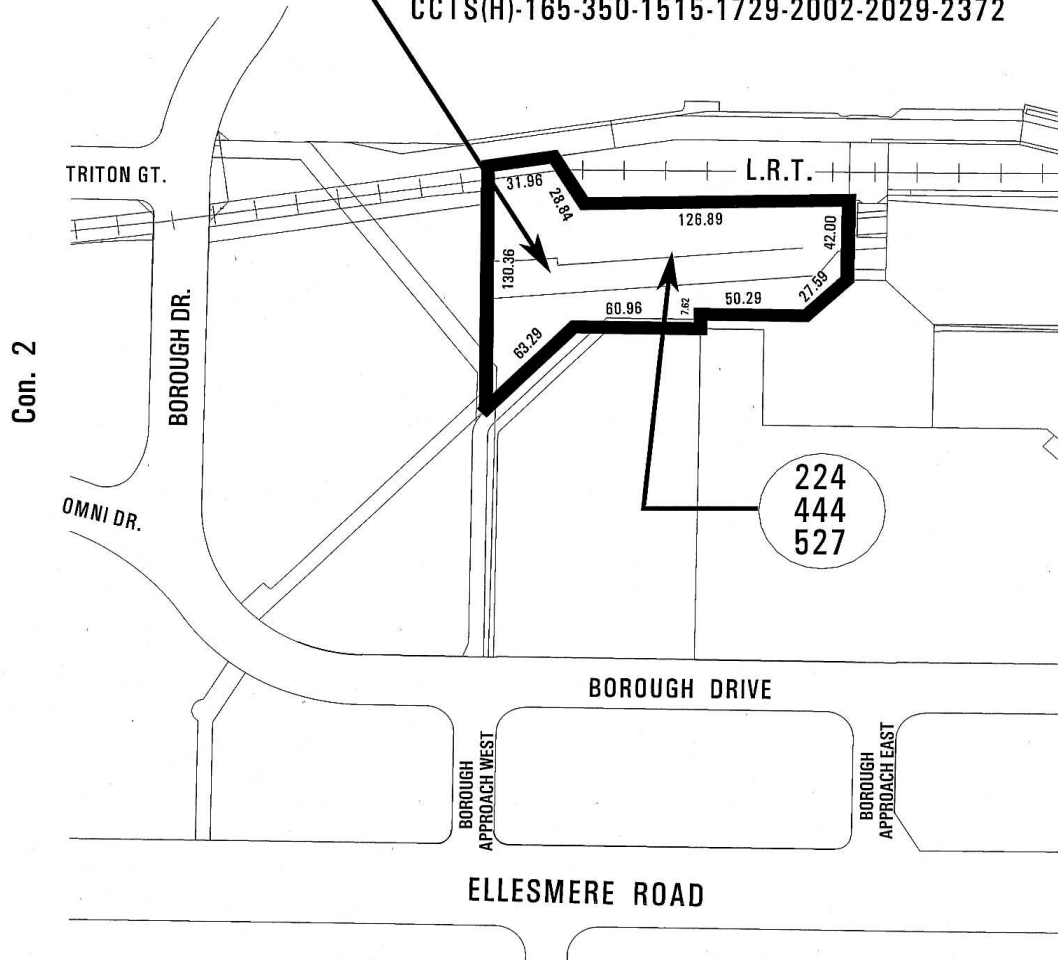 CCTS(H)-165-350-1515-1729-2002-2029-2372
TRITON GT.
L.R.T.
31.96
28.84
126.89
42.00
130.36
27.59
60.96
7.62
50.29
63.29
BOROUGH DR.
Con. 2
OMNI DR.
224
444
527
BOROUGH DRIVE
BOROUGH
APPROACH WEST
BOROUGH
APPROACH EAST
ELLESMERE ROAD